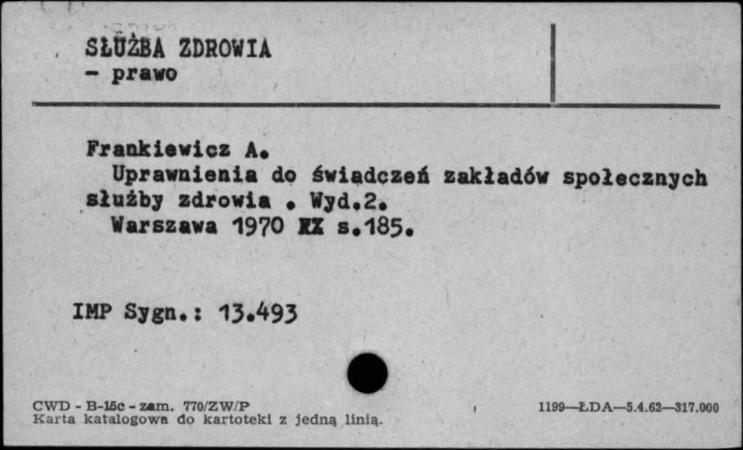 SŁUŻBA ZDROWIA
- prawo
Frankiewicz A.
Uprawnienia do świadczeń zakładów społecznych
służby zdrowia . Wyd.2.
Warszawa 1970 s.185.
IMP Sygn.: 13.493
CWD - B-15c - zam. 770/ZW/P
1199—ŁDA—5.4.62—317.000
Karta katalogowa do kartoteki z jedną linią.